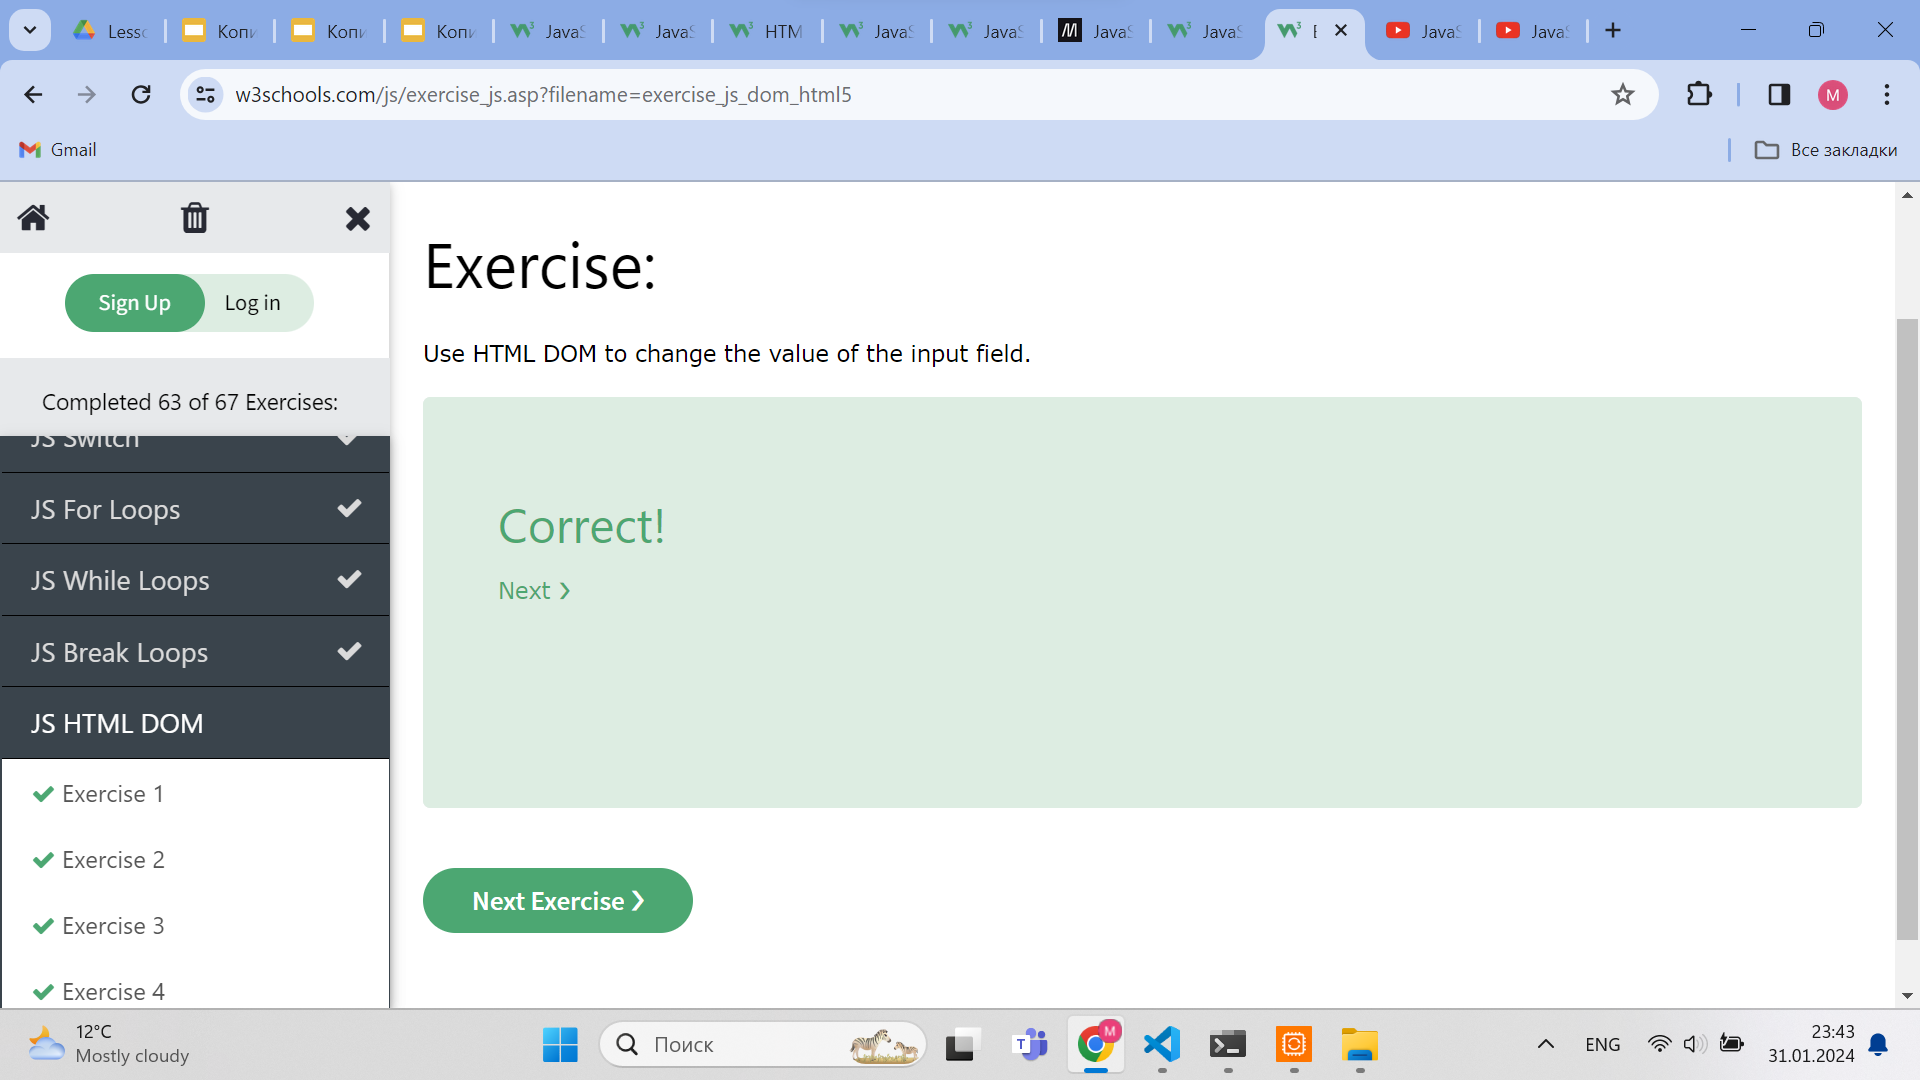 Lesso
Копи
Копи
Копи
JavaS
JavaS
HTM
JavaS
JavaS
JavaS
JavaS
E
JavaS
JavaS
w3schools.com/js/exercise_js.asp?filename=exercise_js_dom_html5
M
Gmail
Все закладки
Sign Up
Log in
Completed 63 of 67 Exercises:
JS Switch
JS For Loops
JS While Loops
JS Break Loops
JS HTML DOM
Exercise 1
Exercise 2
Exercise 3
Exercise 4
Exercise:
Use HTML DOM to change the value of the input field.
Correct!
Next ❯
Next Exercise ❯
12°C
Mostly cloudy
Поиск
M
ENG
23:43
31.01.2024